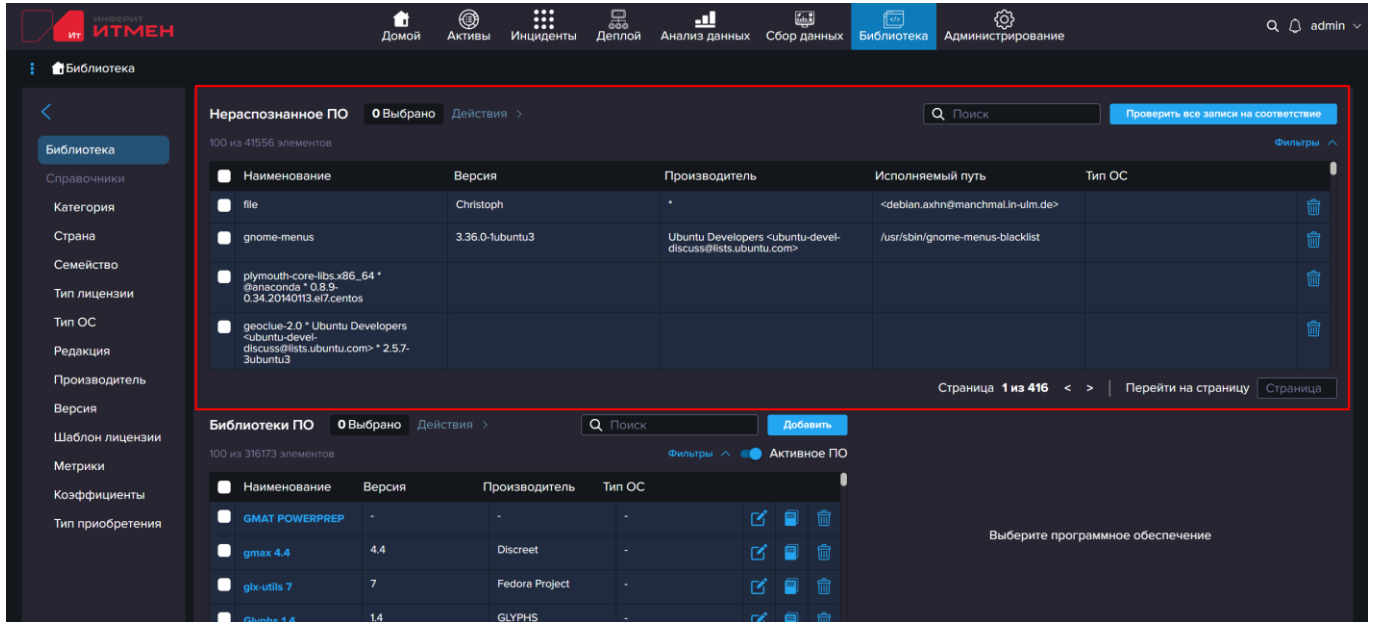 ИНФЕРИТ
ИТМЕН
Ит
Домой
Активы
Инциденты
Деплой
Анализ данных
Сбор данных
Библиотека
Администрирование
admin
Библиотека
Библиотека
Справочники
Категория
Страна
Семейство
Тип лицензии
Тип ОС
Редакция
Производитель
Версия
Шаблон лицензии
Метрики
Коэффициенты
Тип приобретения
Нераспознанное ПО 0 Выбрано Действия > Поиск Проверить все записи на соответствие
100 из 41556 элементов Фильтры
Наименование Версия Производитель Исполняемый путь Тип ОС
file Christoph * <debian.axhn@manchmal.in-ulm.de>
gnome-menus 3.36.0-1ubuntu3 Ubuntu Developers <ubuntu-devel- /usr/sbin/gnome-menus-blacklist
discuss@lists.ubuntu.com>
plymouth-core-libs.x86_64 *
@anaconda * 0.8.9-
0.34.20140113.el7.centos
geoclue-2.0 * Ubuntu Developers
<ubuntu-devel-
discuss@lists.ubuntu.com> * 2.5.7-
3ubuntu3
Страница 1 из 416 < > | Перейти на страницу Страница
Библиотеки ПО 0 Выбрано Действия > Поиск Добавить
100 из 316173 элементов Фильтры Активное ПО
Наименование Версия Производитель Тип ОС
GMAT POWERPREP - - -
gmax 4.4 4.4 Discreet -
glx-utils 7 7 Fedora Project -
Glyphs 1.4 1.4 GLYPHS -
Выберите программное обеспечение